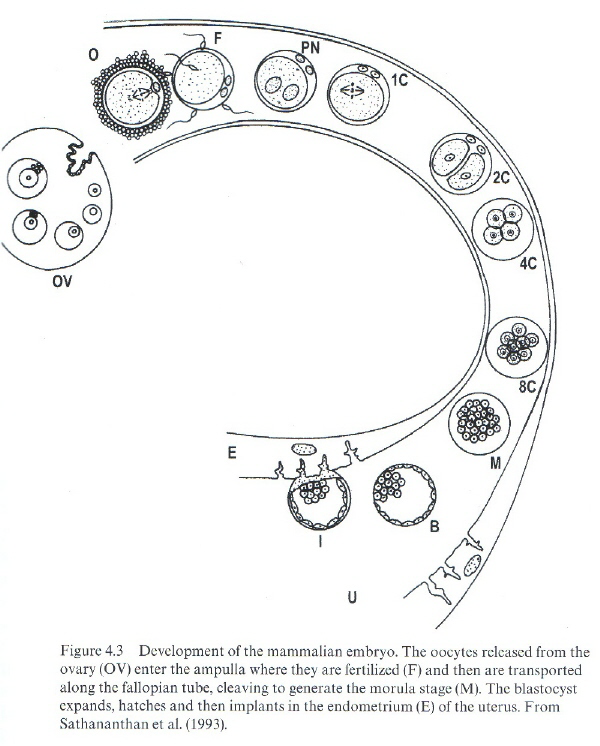 O
F
PN
1C
2C
4C
8C
M
B
I
E
U
OV
Figure 4.3 Development of the mammalian embryo. The oocytes released from the
ovary (OV) enter the ampulla where they are fertilized (F) and then are transported
along the fallopian tube, cleaving to generate the morula stage (M). The blastocyst
expands, hatches and then implants in the endometrium (E) of the uterus. From
Sathananthan et al. (1993).